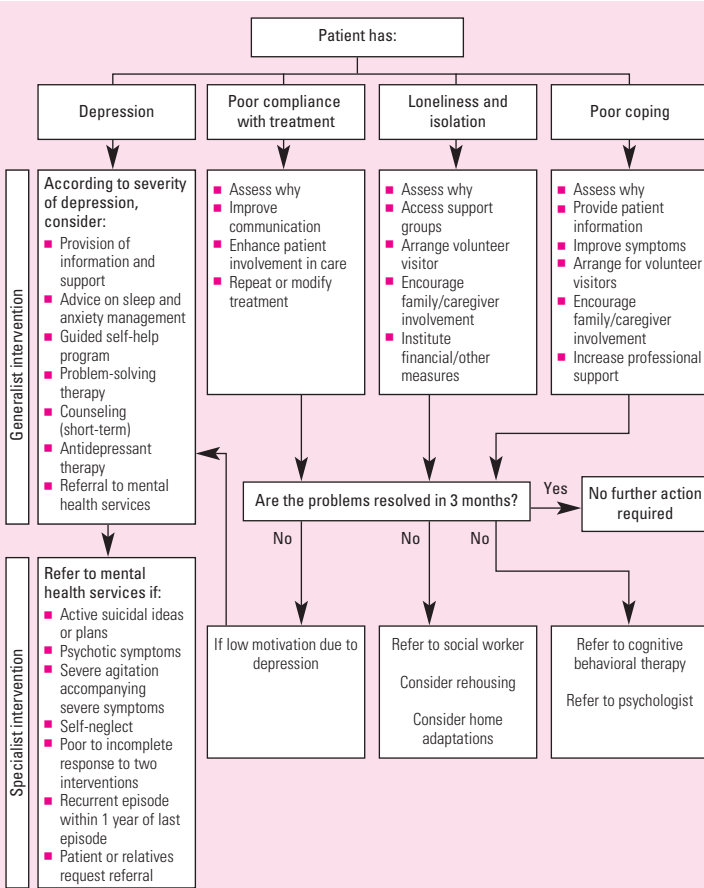 Patient has:
Depression
Poor compliance
with treatment
Loneliness and
isolation
Poor coping
Generalist intervention
According to severity
of depression,
consider:
Provision of
information and
support
Advice on sleep and
anxiety management
Guided self-help
program
Problem-solving
therapy
Counseling
(short-term)
Antidepressant
therapy
Referral to mental
health services
Assess why
Improve
communication
Enhance patient
involvement in care
Repeat or modify
treatment
Assess why
Access support
groups
Arrange volunteer
visitor
Encourage
family/caregiver
involvement
Institute
financial/other
measures
Assess why
Provide patient
information
Improve symptoms
Arrange for volunteer
visitors
Encourage
family/caregiver
involvement
Increase professional
support
Are the problems resolved in 3 months?
Yes
No further action
required
No
No
No
Specialist intervention
Refer to mental
health services if:
Active suicidal ideas
or plans
Psychotic symptoms
Severe agitation
accompanying
severe symptoms
Self-neglect
Poor to incomplete
response to two
interventions
Recurrent episode
within 1 year of last
episode
Patient or relatives
request referral
If low motivation due to
depression
Refer to social worker
Consider rehousing
Consider home
adaptations
Refer to cognitive
behavioral therapy
Refer to psychologist